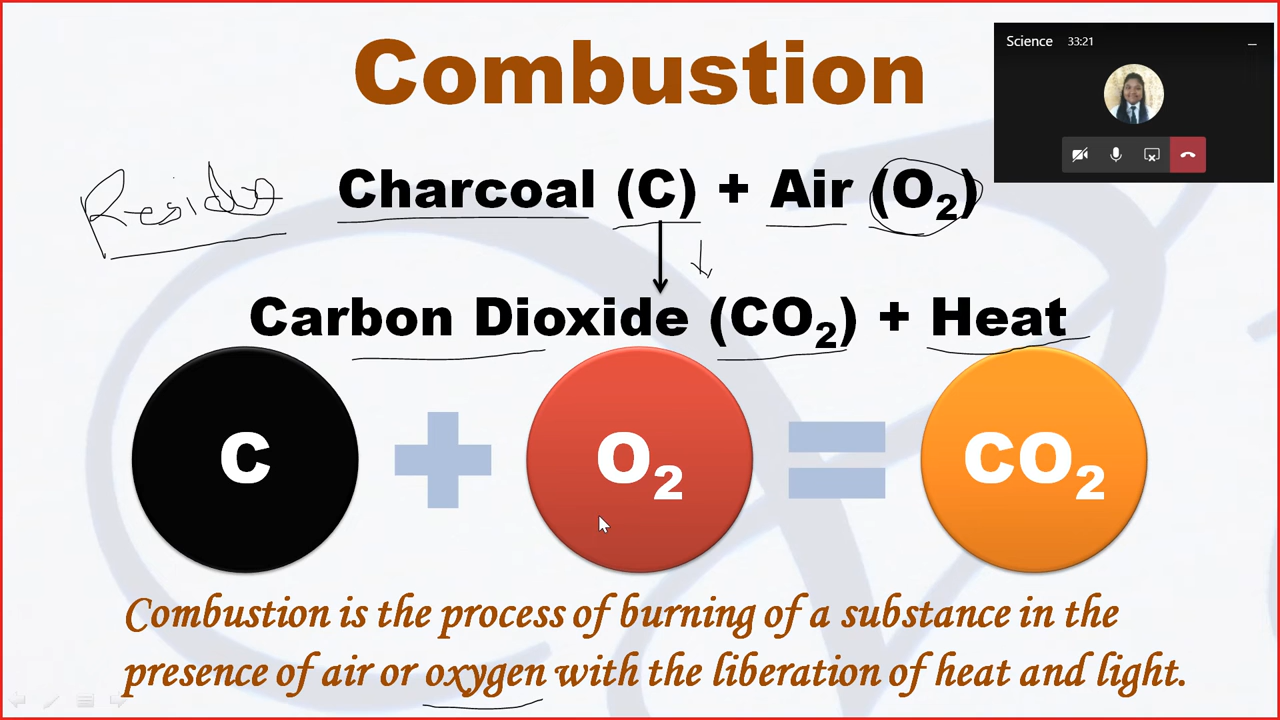 Combustion
Science 33:21
Residue
Charcoal (C) + Air (O₂)
Carbon Dioxide (CO₂) + Heat
C + O₂ = CO₂
Combustion is the process of burning of a substance in the
presence of air or oxygen with the liberation of heat and light.